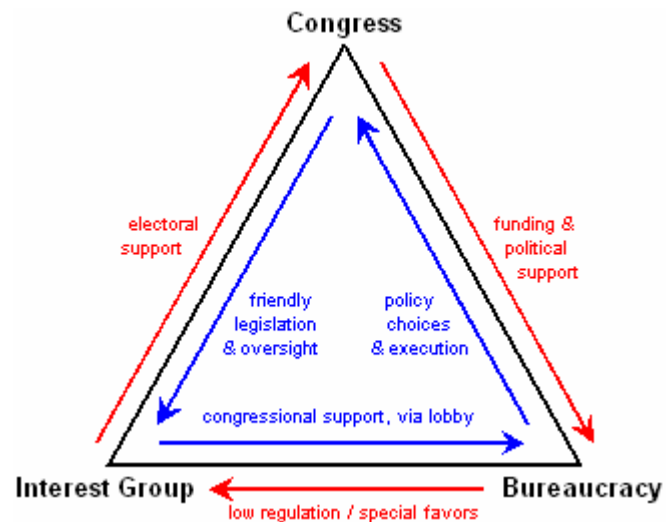 Congress
electoral
support
funding &
political
support
friendly
legislation
& oversight
policy
choices
& execution
congressional support, via lobby
Interest Group
Bureaucracy
low regulation / special favors